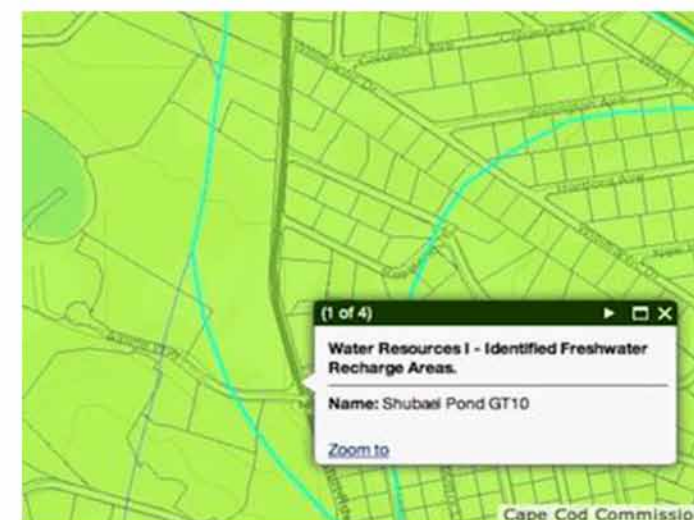 (1 of 4)
Water Resources I - Identified Freshwater
Recharge Areas.
Name: Shubael Pond GT10
Zoom to
Cape Cod Commissio